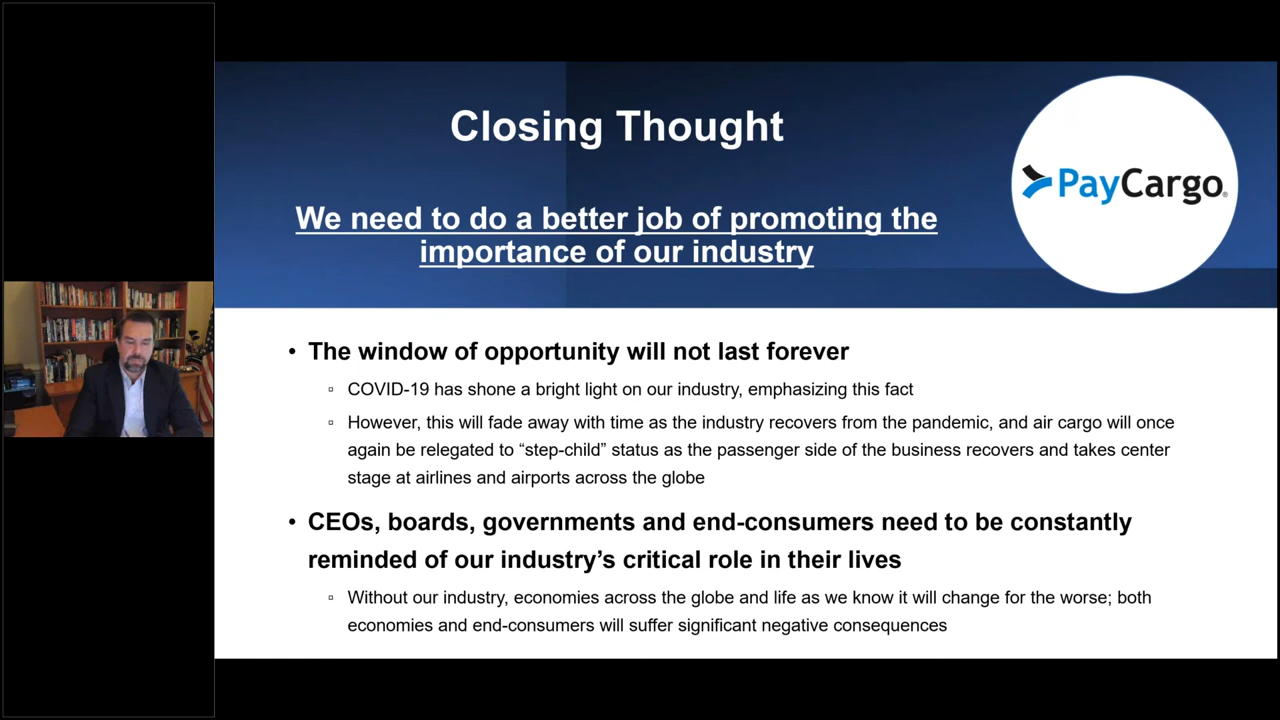 Closing Thought
We need to do a better job of promoting the
importance of our industry
PayCargo®
• The window of opportunity will not last forever
▫ COVID-19 has shone a bright light on our industry, emphasizing this fact
▫ However, this will fade away with time as the industry recovers from the pandemic, and air cargo will once
again be relegated to “step-child” status as the passenger side of the business recovers and takes center
stage at airlines and airports across the globe
• CEOs, boards, governments and end-consumers need to be constantly
reminded of our industry’s critical role in their lives
▫ Without our industry, economies across the globe and life as we know it will change for the worse; both
economies and end-consumers will suffer significant negative consequences